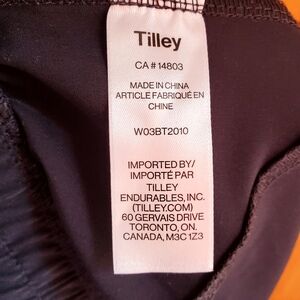 Tilley
CA # 14803
MADE IN CHINA
ARTICLE FABRIQUÉ EN
CHINE
W03BT2010
IMPORTED BY/
IMPORTÉ PAR
TILLEY
ENDURABLES, INC.
(TILLEY.COM)
60 GERVAIS DRIVE
TORONTO, ON.
CANADA, M3C 1Z3